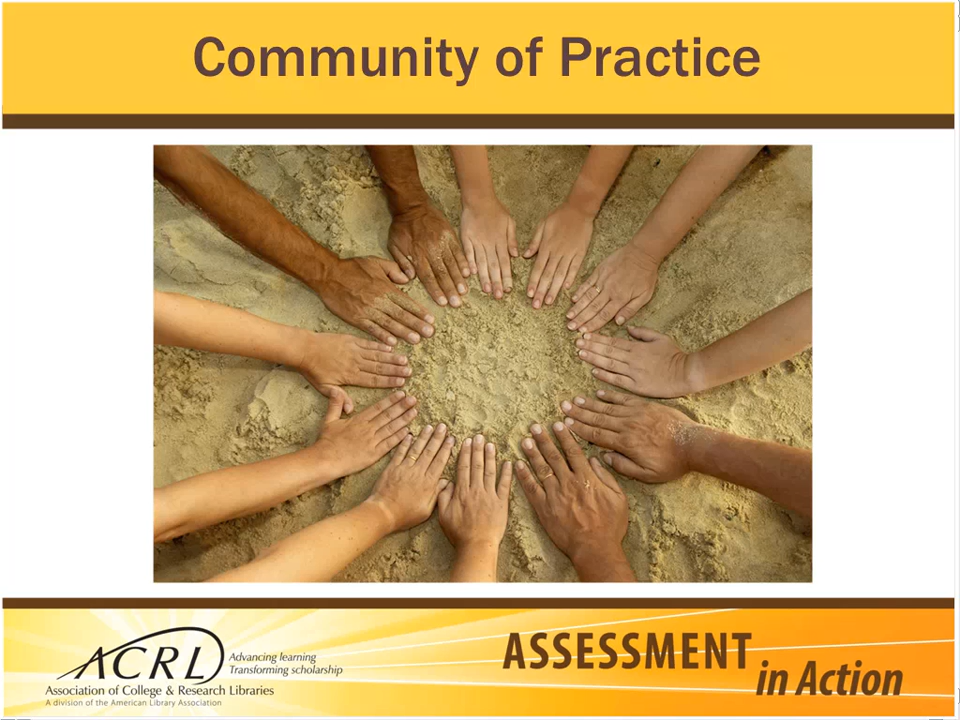 Community of Practice
ACRL
Advancing learning
Transforming scholarship
Association of College & Research Libraries
A division of the American Library Association
ASSESSMENT
in Action